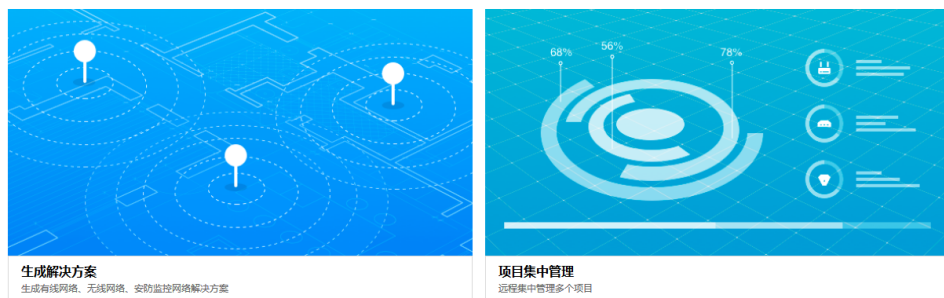 68%
56%
78%
生成解决方案
生成有线网络、无线网络、安防监控网络解决方案
项目集中管理
远程集中管理多个项目